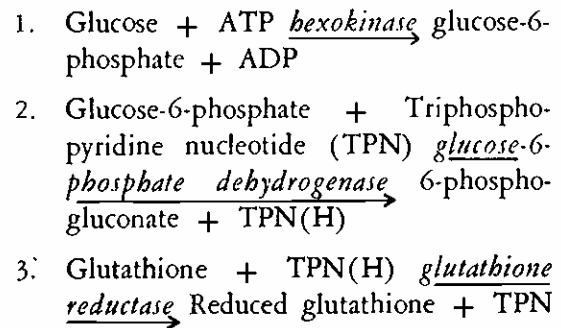 1. Glucose + ATP hexokinase glucose-6-
phosphate + ADP
2. Glucose-6-phosphate + Triphospho-
pyridine nucleotide (TPN) glucose-6-
phosphate dehydrogenase 6-phospho-
gluconate + TPN(H)
3. Glutathione + TPN(H) glutathione
reductase Reduced glutathione + TPN